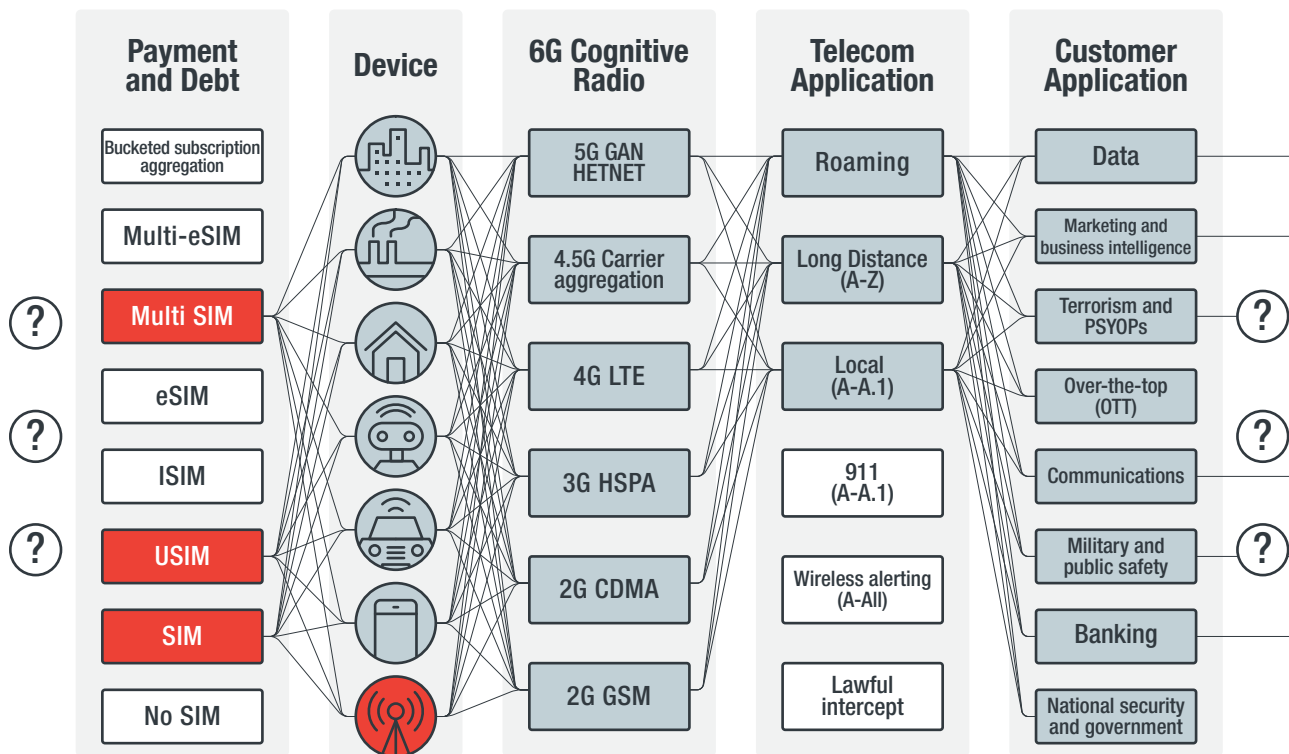 Payment
and Debt
Device
6G Cognitive
Radio
Telecom
Application
Customer
Application
Bucketed subscription
aggregation
Multi-eSIM
Multi SIM
eSIM
ISIM
USIM
SIM
No SIM
?
?
?
5G GAN
HETNET
4.5G Carrier
aggregation
4G LTE
3G HSPA
2G CDMA
2G GSM
Roaming
Long Distance
(A-Z)
Local
(A-A.1)
911
(A-A.1)
Wireless alerting
(A-All)
Lawful
intercept
Data
Marketing and
business intelligence
Terrorism and
PSYOPs
Over-the-top
(OTT)
Communications
Military and
public safety
Banking
National security
and government
?
?
?